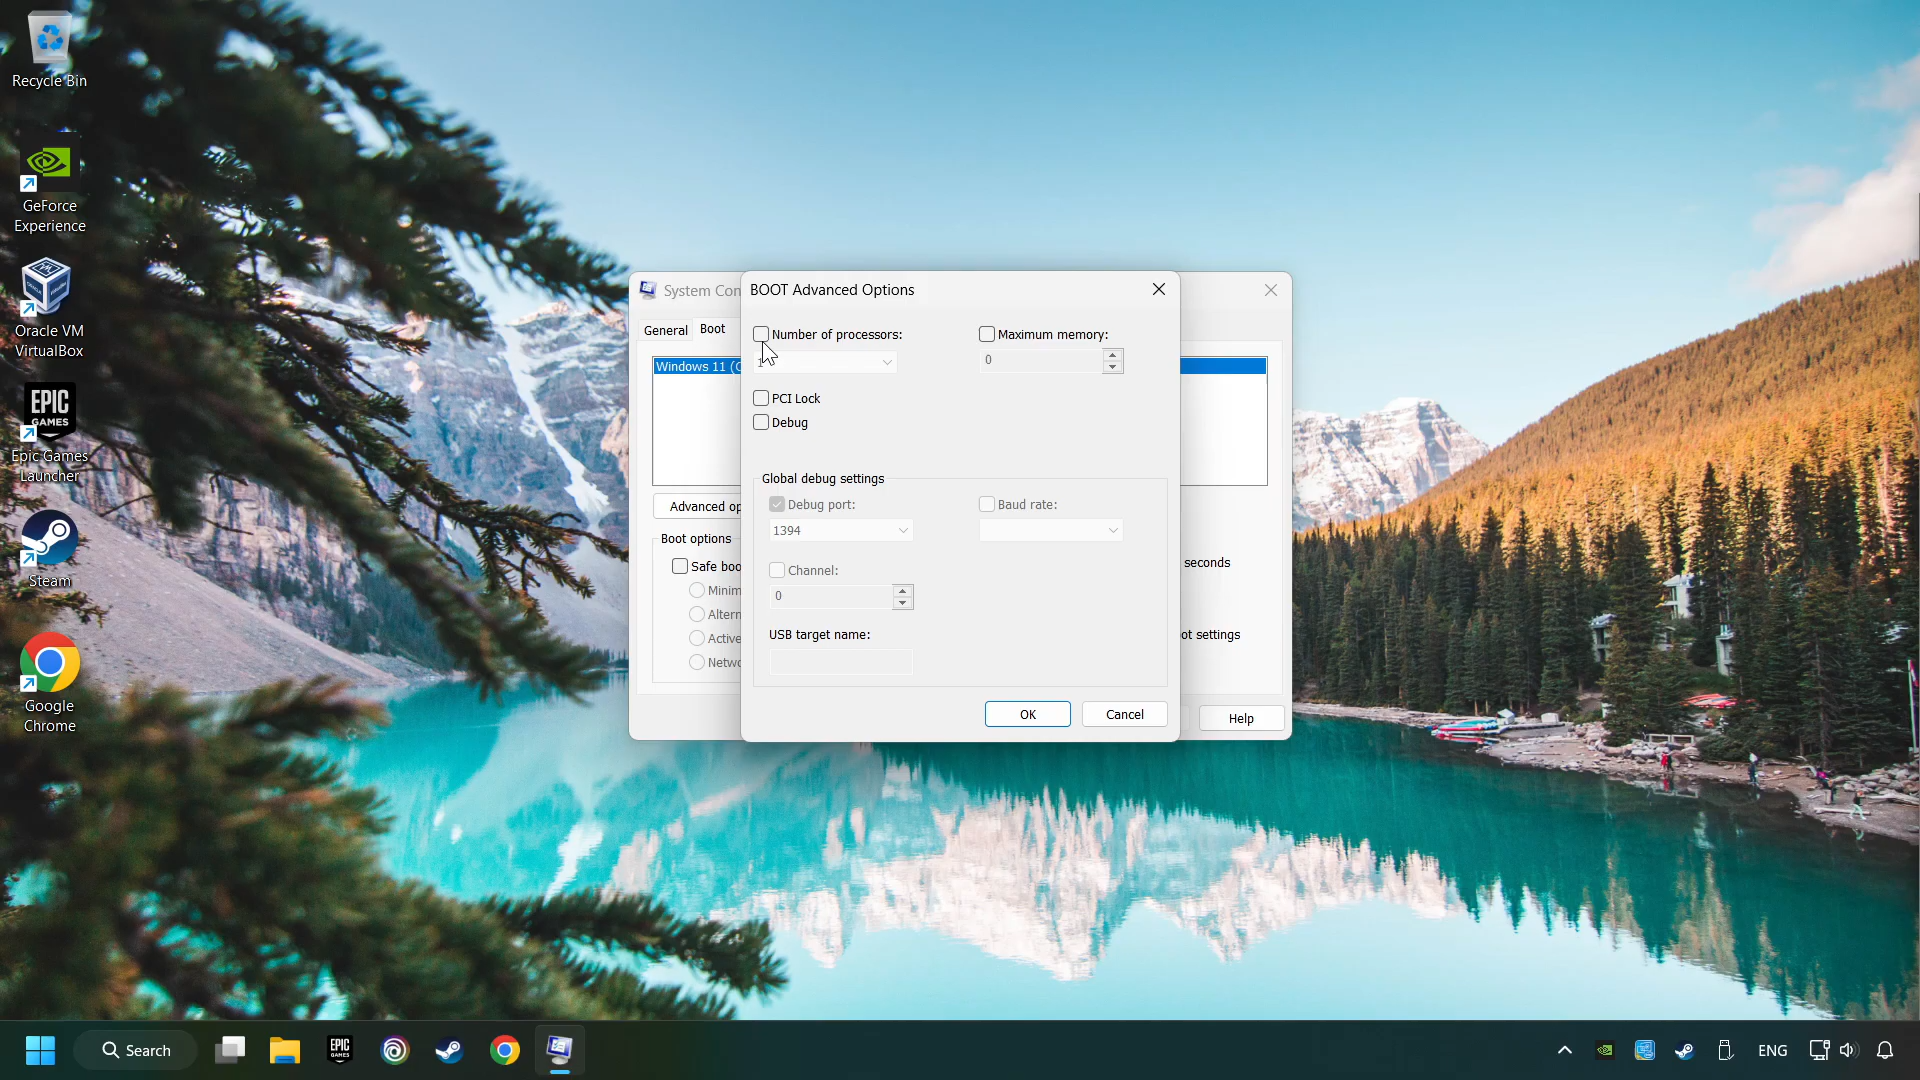 Recycle Bin
GeForce
Experience
Oracle VM
VirtualBox
EPIC
GAMES
Epic Games
Launcher
Steam
Google
Chrome
System Con
General
Boot
Windows 11 (C
Advanced op
Boot options
Safe boo
Minim
Altern
Active
Netwo
seconds
ot settings
Help
BOOT Advanced Options
Number of processors:
1
Maximum memory:
0
PCI Lock
Debug
Global debug settings
Debug port:
1394
Baud rate:
Channel:
0
USB target name:
OK
Cancel
Search
EPIC
GAMES
ENG